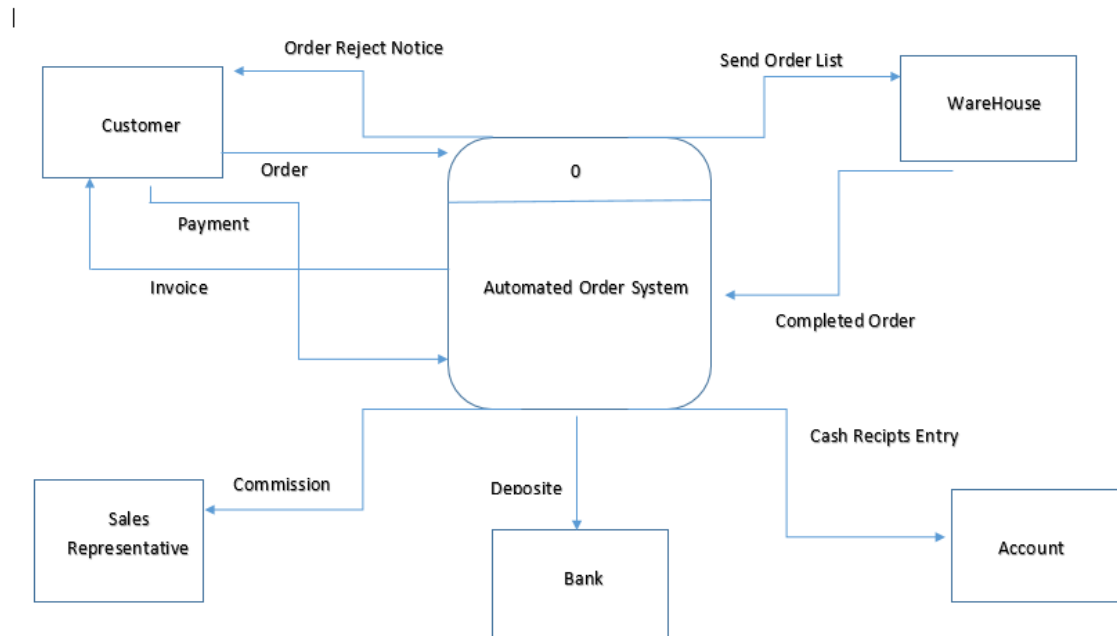 Order Reject Notice
Send Order List
Customer
WareHouse
Order
0
Payment
Invoice
Automated Order System
Completed Order
Cash Recipts Entry
Commission
Deposite
Sales
Representative
Bank
Account